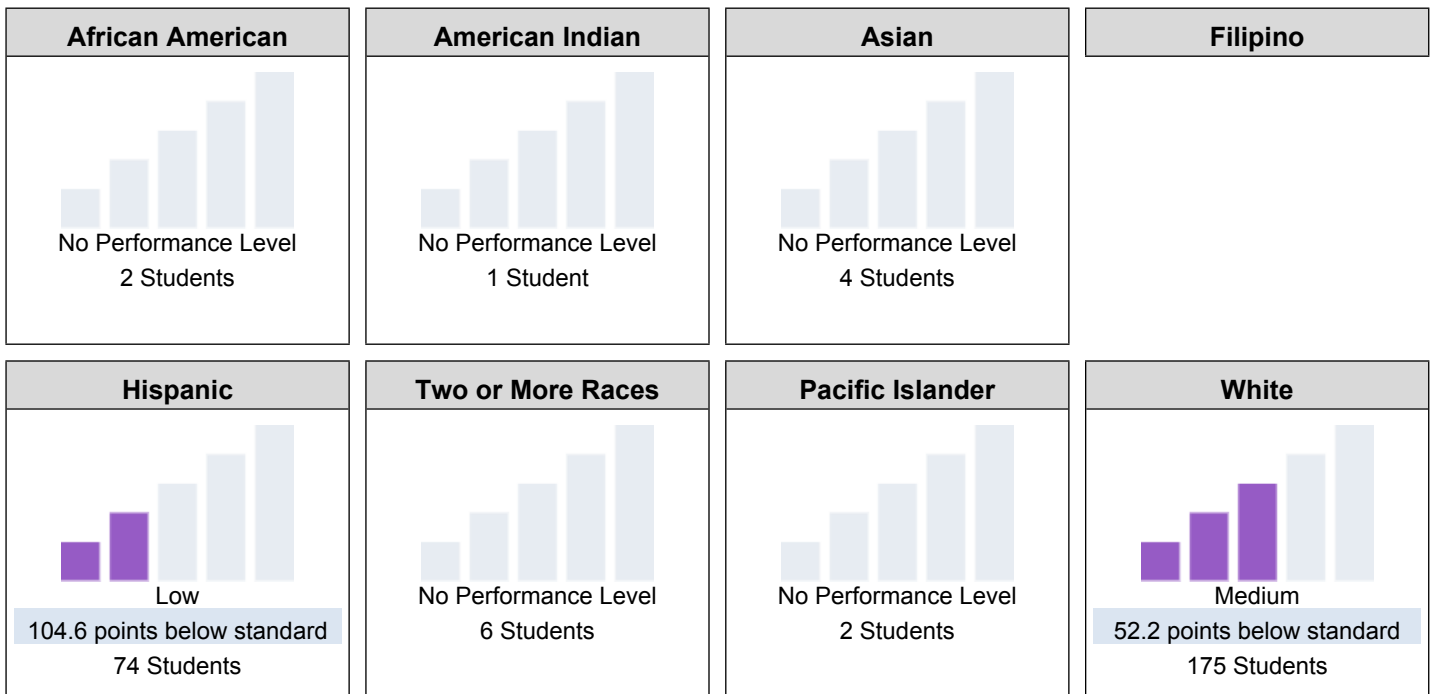 African American
No Performance Level
2 Students
American Indian
No Performance Level
1 Student
Asian
No Performance Level
4 Students
Filipino
Hispanic
Low
104.6 points below standard
74 Students
Two or More Races
No Performance Level
6 Students
Pacific Islander
No Performance Level
2 Students
White
Medium
52.2 points below standard
175 Students